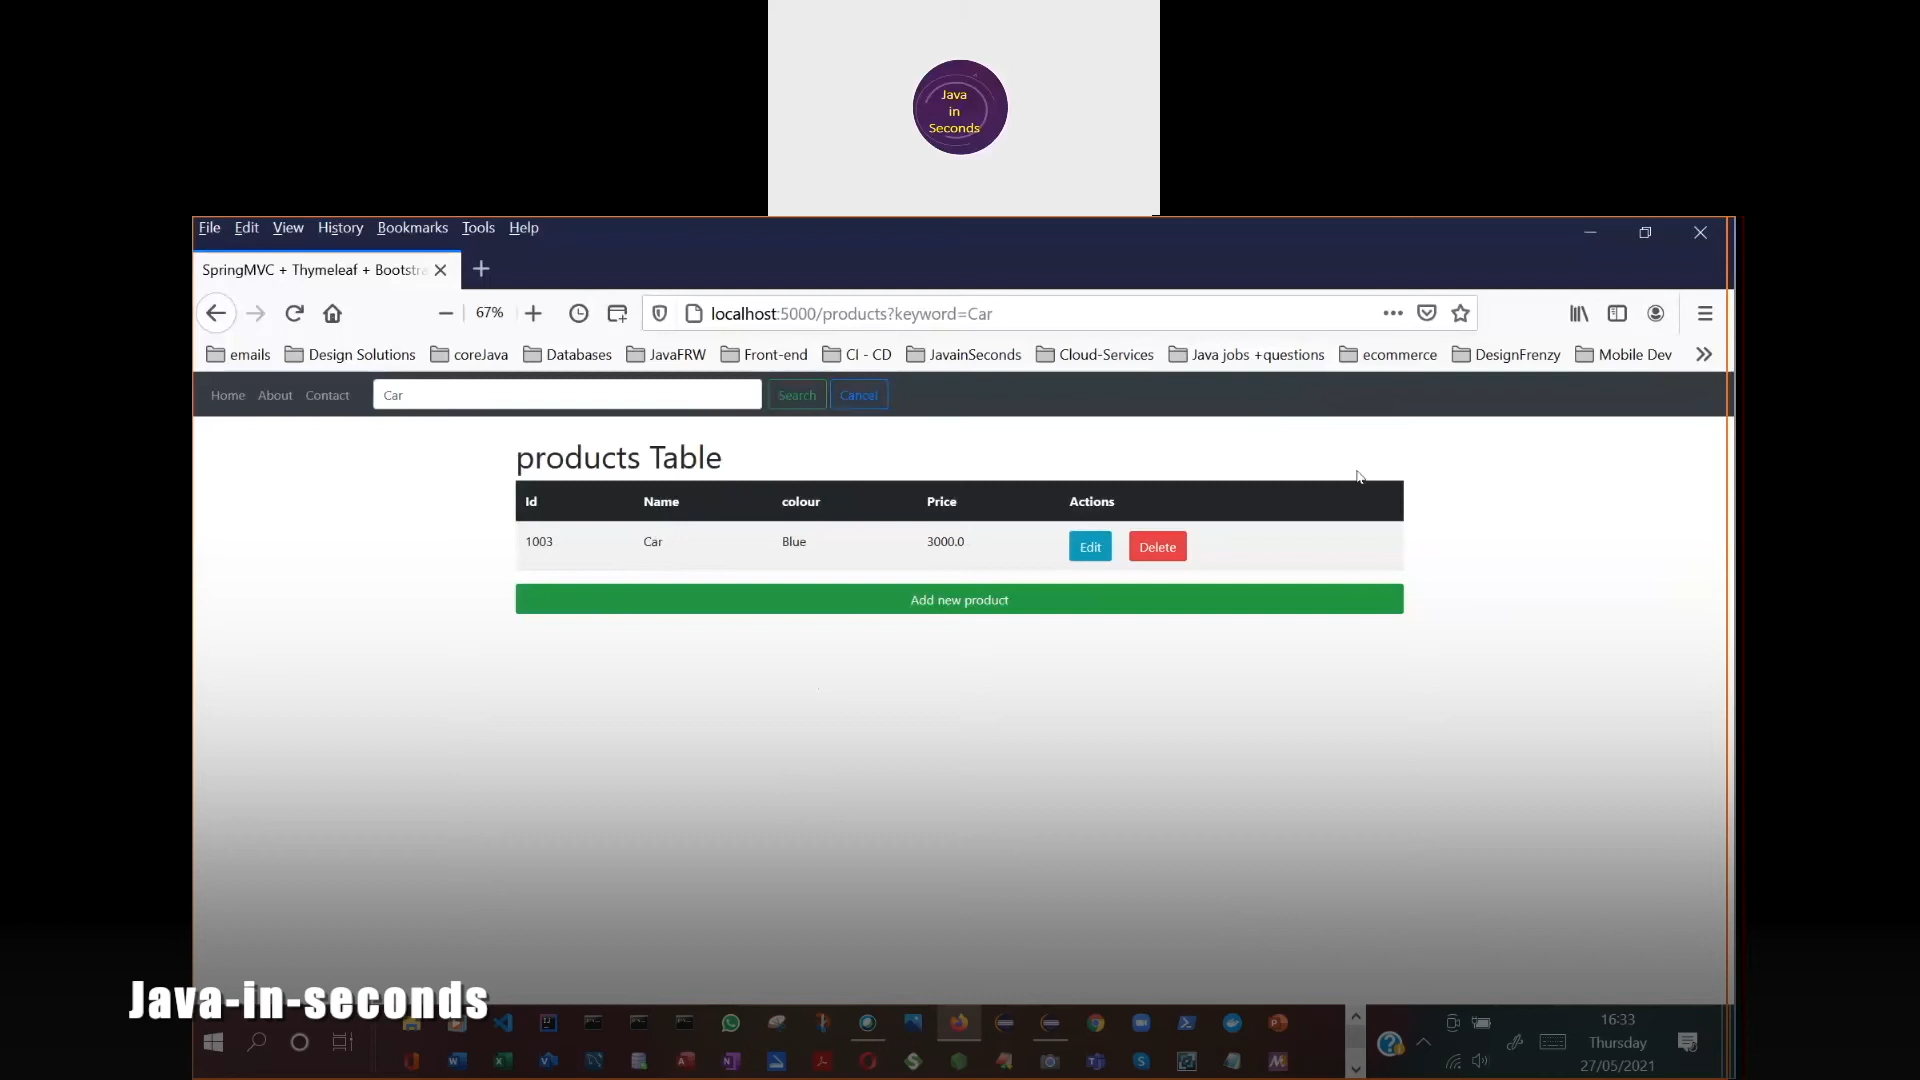 Java
in
Seconds
File Edit View History Bookmarks Tools Help
SpringMVC + Thymeleaf + Bootstra
67% localhost:5000/products?keyword=Car
emails Design Solutions coreJava Databases JavaFRW Front-end CI - CD JavainSeconds Cloud-Services Java jobs +questions ecommerce DesignFrenzy Mobile Dev
Home About Contact Car Search Cancel
products Table
Id Name colour Price Actions
1003 Car Blue 3000.0 Edit Delete
Add new product
Java-in-seconds
16:33
Thursday
27/05/2021